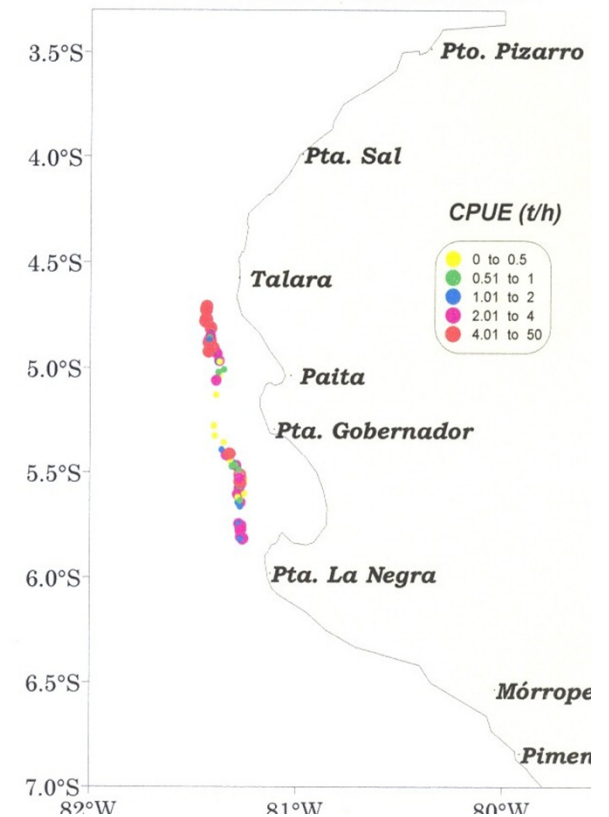 3.5°S
Pto. Pizarro
4.0°S
Pta. Sal
CPUE (t/h)
0 to 0.5
0.51 to 1
1.01 to 2
2.01 to 4
4.01 to 50
4.5°S
Talara
5.0°S
Paita
Pta. Gobernador
5.5°S
6.0°S
Pta. La Negra
6.5°S
Mórrope
Pimen
7.0°S
82°W
81°W
80°W